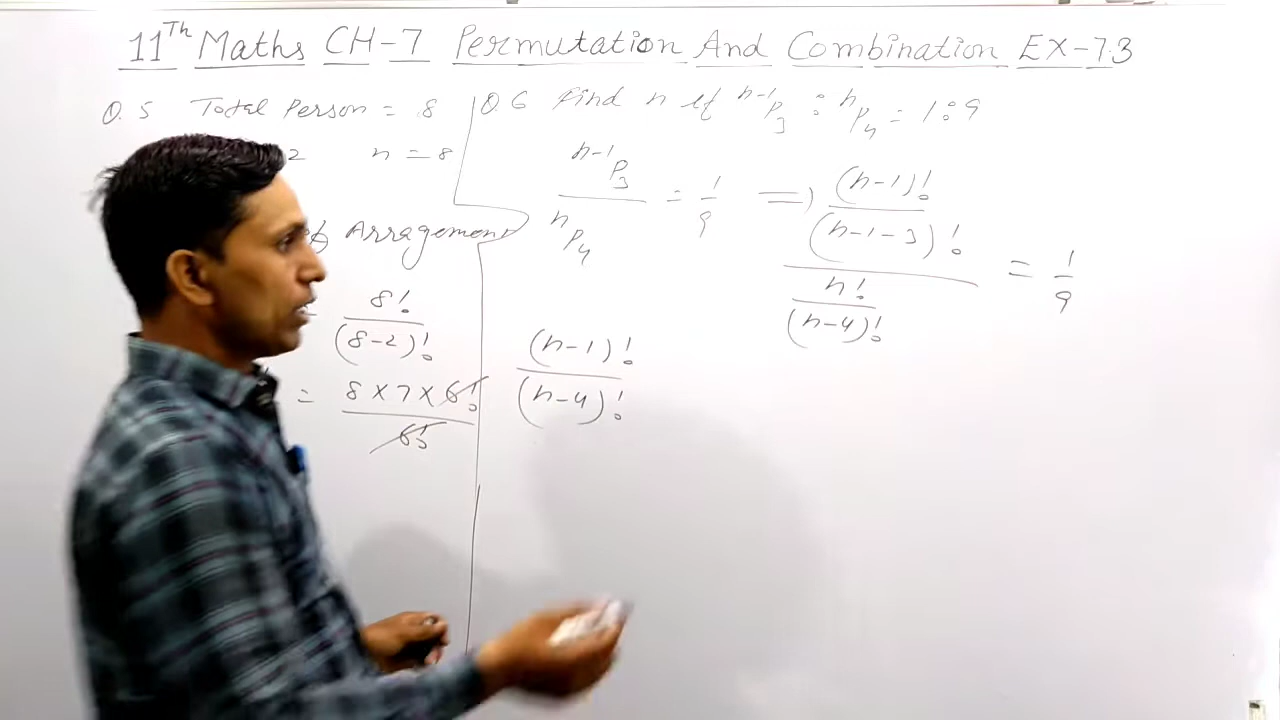 11Th Maths CH-7 Permutation And Combination EX-7.3
Q.5 Total Person = 8
2 n = 8
Arragement
8!
(8-2)!
= 8 × 7 × 6!
6!
Q.6 Find n if n-1P3 : nP4 = 1:9
n-1P3 / nP4 = 1/9 => (n-1)! / (n-1-3)!
n! / (n-4)! = 1/9
(n-1)!
(n-4)!